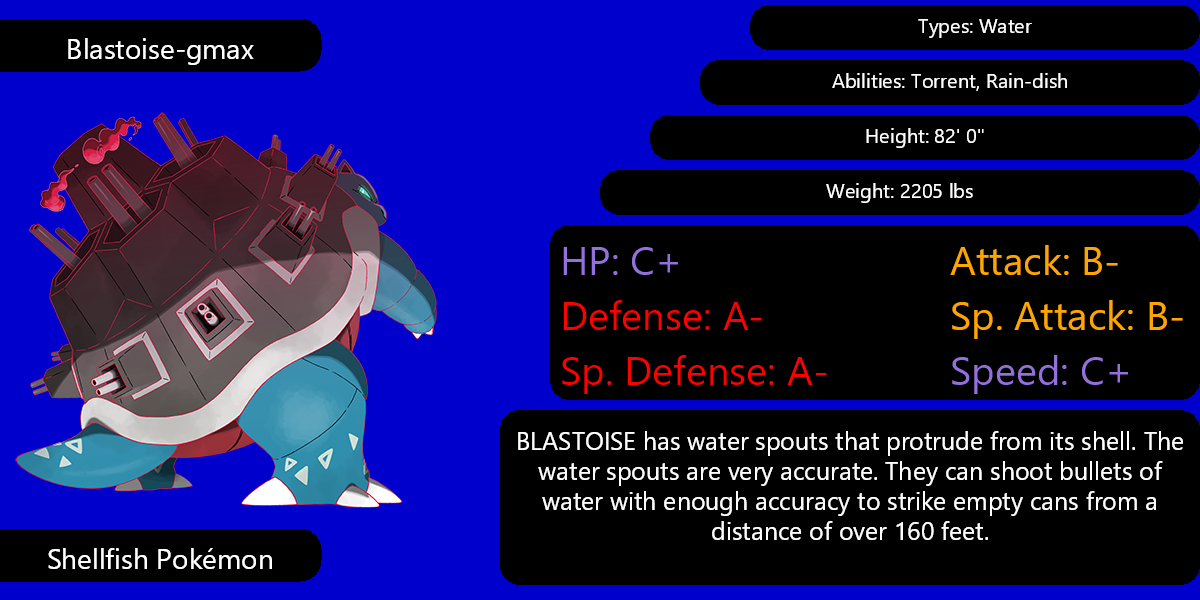 Blastoise-gmax
Types: Water
Abilities: Torrent, Rain-dish
Height: 82' 0"
Weight: 2205 lbs
HP: C+
Attack: B-
Defense: A-
Sp. Attack: B-
Sp. Defense: A-
Speed: C+
BLASTOISE has water spouts that protrude from its shell. The
water spouts are very accurate. They can shoot bullets of
water with enough accuracy to strike empty cans from a
distance of over 160 feet.
Shellfish Pokémon